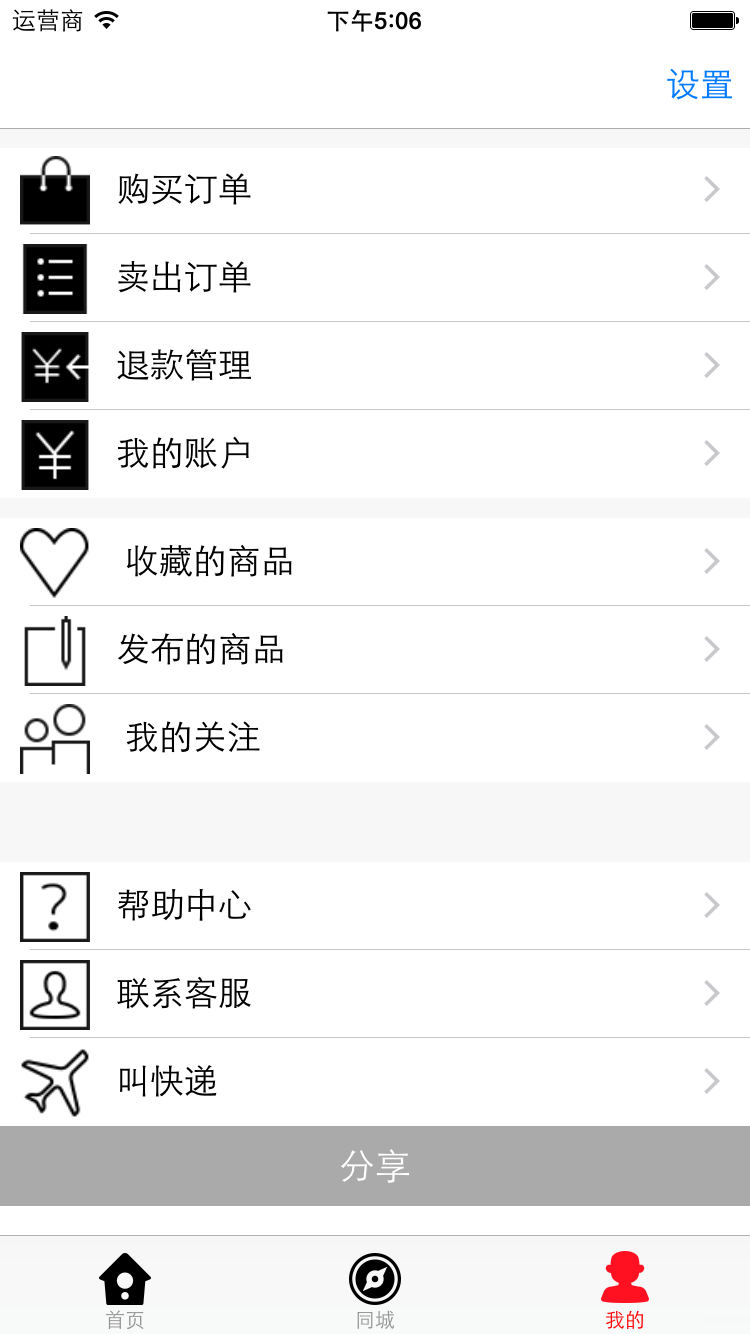 运营商 下午5:06
设置
购买订单
卖出订单
退款管理
我的账户
收藏的商品
发布的商品
我的关注
帮助中心
联系客服
叫快递
分享
首页 同城 我的